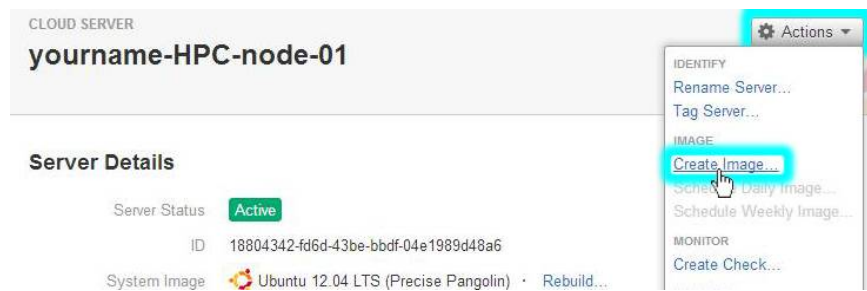 CLOUD SERVER
yourname-HPC-node-01
Actions
IDENTIFY
Rename Server...
Tag Server...
IMAGE
Create Image...
Schedule Daily Image...
Schedule Weekly Image...
MONITOR
Create Check...
Server Details
Server Status Active
ID 18804342-fd6d-43be-bbdf-04e1989d48a6
System Image Ubuntu 12.04 LTS (Precise Pangolin) · Rebuild...